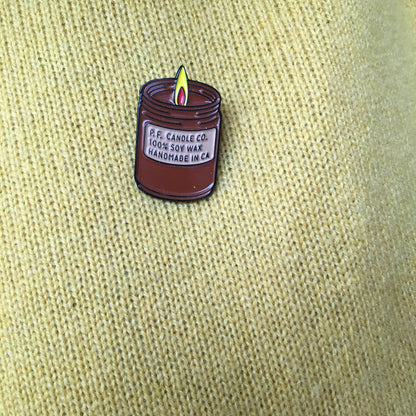 P.F. CANDLE CO.
100% SOY WAX
HANDMADE IN CA